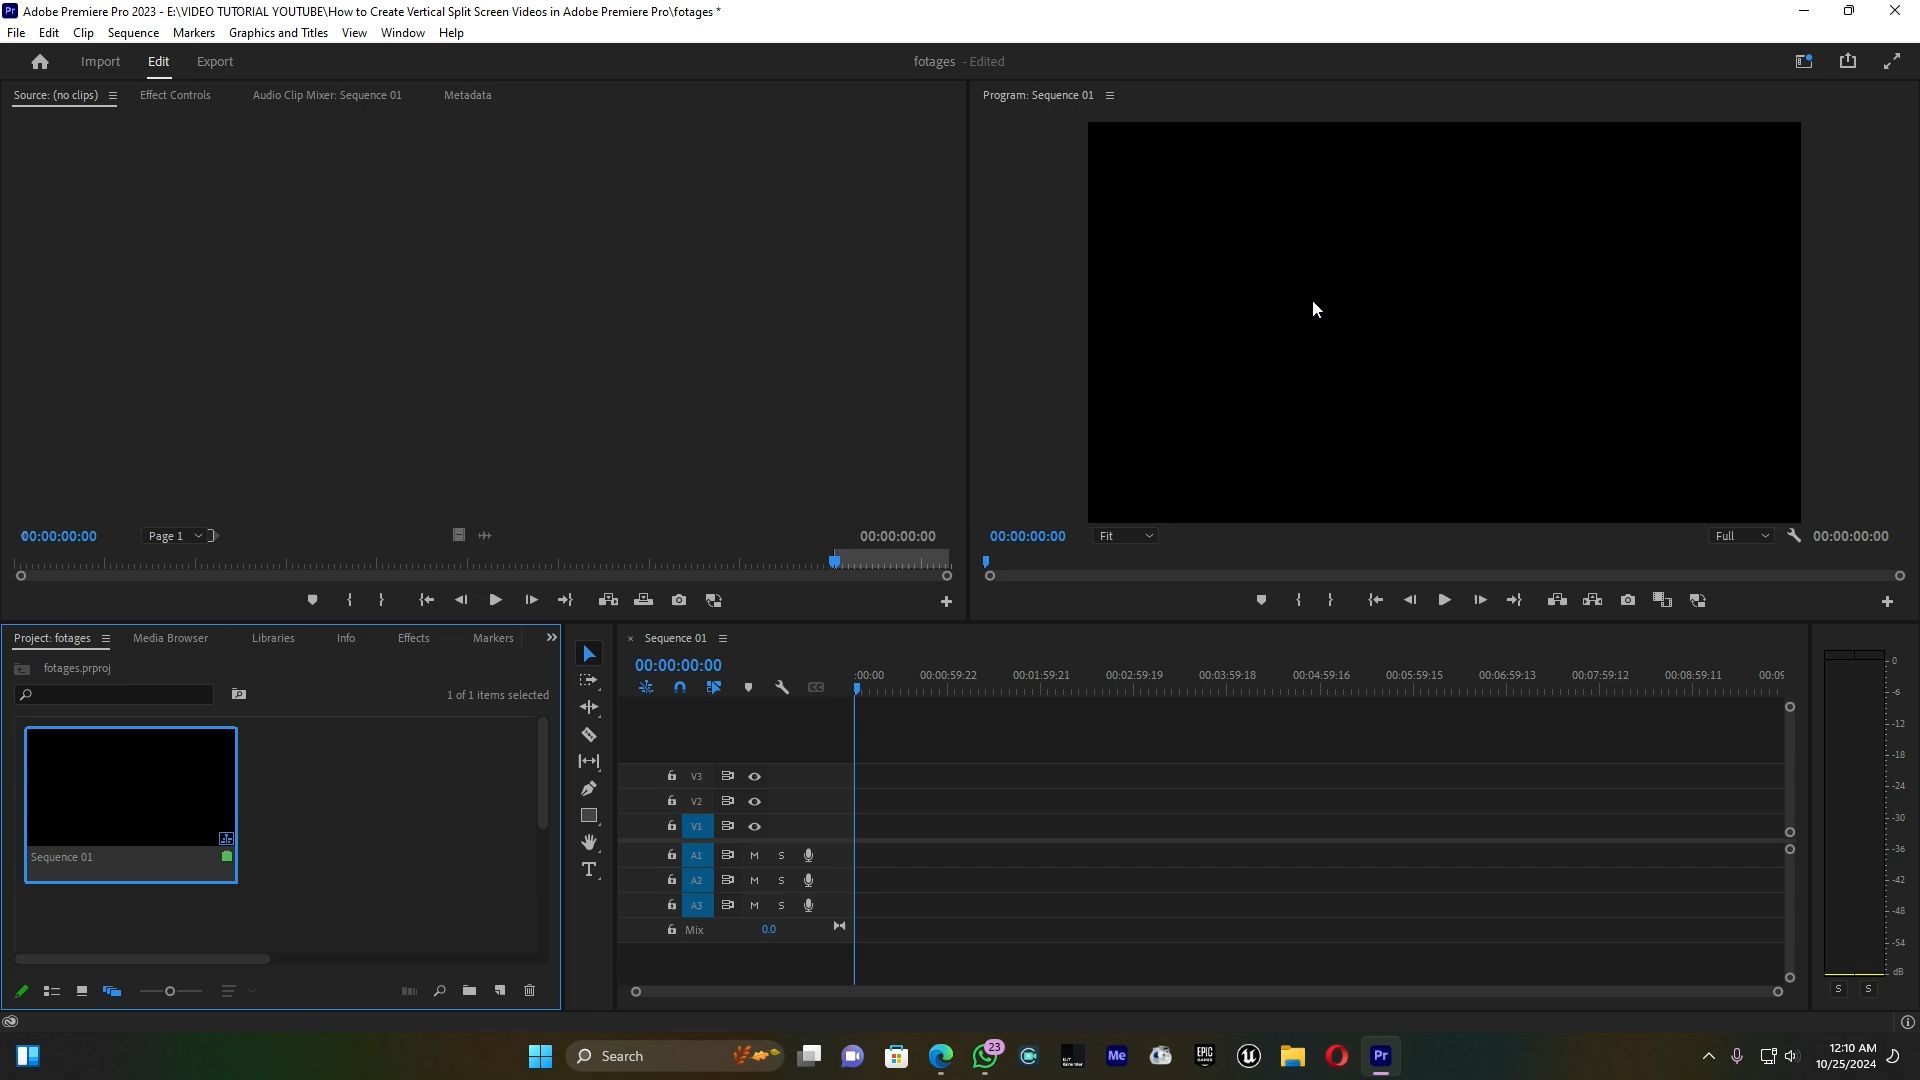 Pr Adobe Premiere Pro 2023 - E:\VIDEO TUTORIAL YOUTUBE\How to Create Vertical Split Screen Videos in Adobe Premiere Pro\fotages *
File Edit Clip Sequence Markers Graphics and Titles View Window Help
Import Edit Export fotages - Edited
Source: (no clips) Effect Controls Audio Clip Mixer: Sequence 01 Metadata Program: Sequence 01
00:00:00:00 Page 1 00:00:00:00 00:00:00:00 Fit Full 00:00:00:00
Project: fotages Media Browser Libraries Info Effects Markers » × Sequence 01
fotages.prproj
1 of 1 items selected
00:00:00:00
:00:00 00:00:59:22 00:01:59:21 00:02:59:19 00:03:59:18 00:04:59:16 00:05:59:15 00:06:59:13 00:07:59:12 00:08:59:11 00:09
CC
V3
V2
V1
A1 M S
A2 M S
A3 M S
Mix 0.0
Sequence 01
0
-6
-12
-18
-24
-30
-36
-42
-48
-54
dB
S S
Search
23
Me
EPIC GAMES
Pr
12:10 AM
10/25/2024